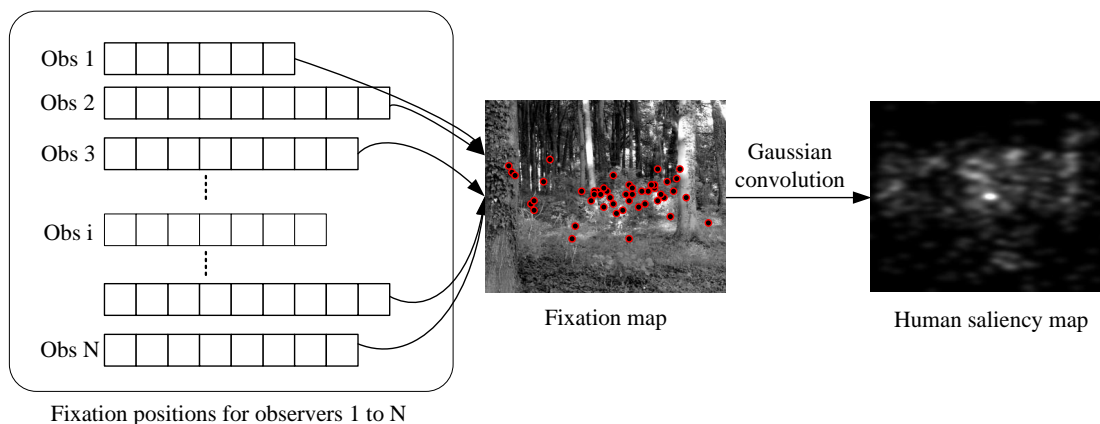 Obs 1
Obs 2
Obs 3
Obs i
Obs N
Fixation positions for observers 1 to N
Fixation map
Gaussian
convolution
Human saliency map